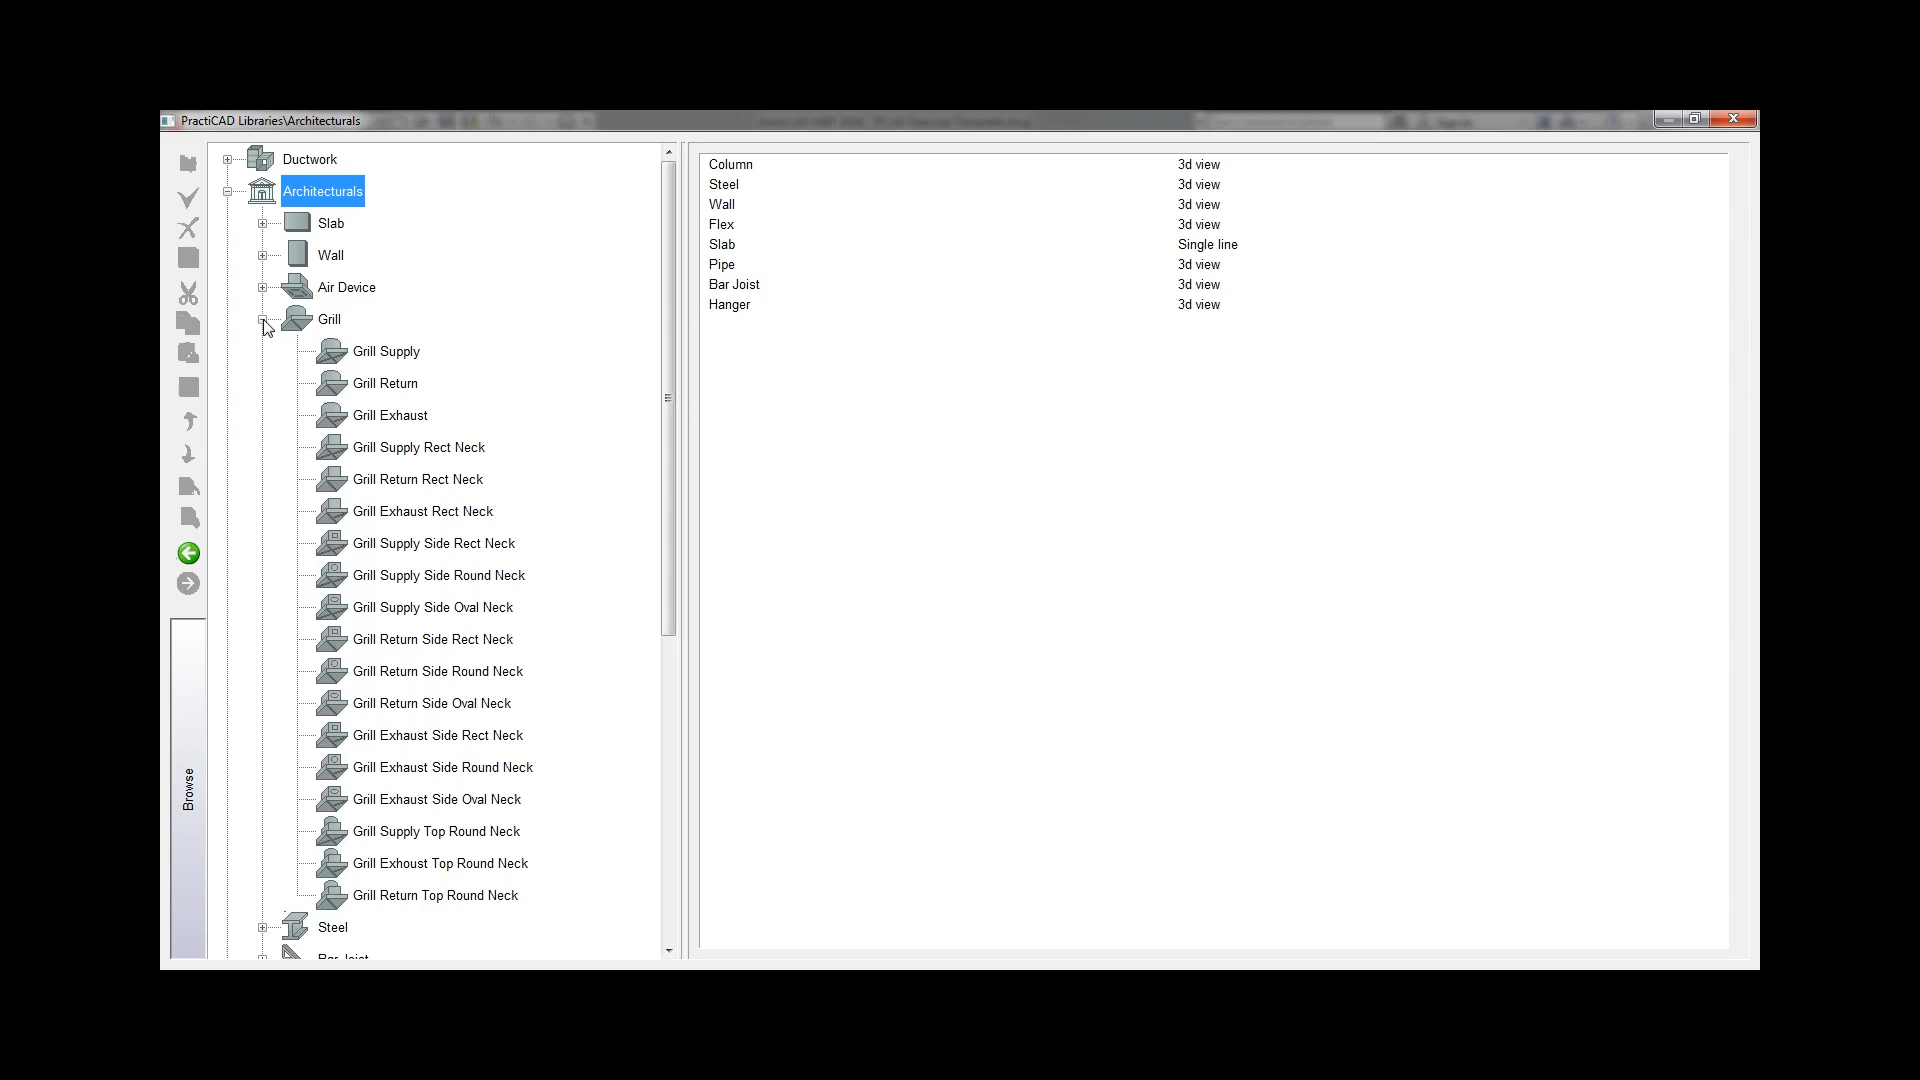 PractiCAD Libraries\Architecturals
Ductwork
Architecturals
Slab
Wall
Air Device
Grill
Grill Supply
Grill Return
Grill Exhaust
Grill Supply Rect Neck
Grill Return Rect Neck
Grill Exhaust Rect Neck
Grill Supply Side Rect Neck
Grill Supply Side Round Neck
Grill Supply Side Oval Neck
Grill Return Side Rect Neck
Grill Return Side Round Neck
Grill Return Side Oval Neck
Grill Exhaust Side Rect Neck
Grill Exhaust Side Round Neck
Grill Exhaust Side Oval Neck
Grill Supply Top Round Neck
Grill Exhoust Top Round Neck
Grill Return Top Round Neck
Steel
Bar Joist
Browse
Column 3d view
Steel 3d view
Wall 3d view
Flex 3d view
Slab Single line
Pipe 3d view
Bar Joist 3d view
Hanger 3d view